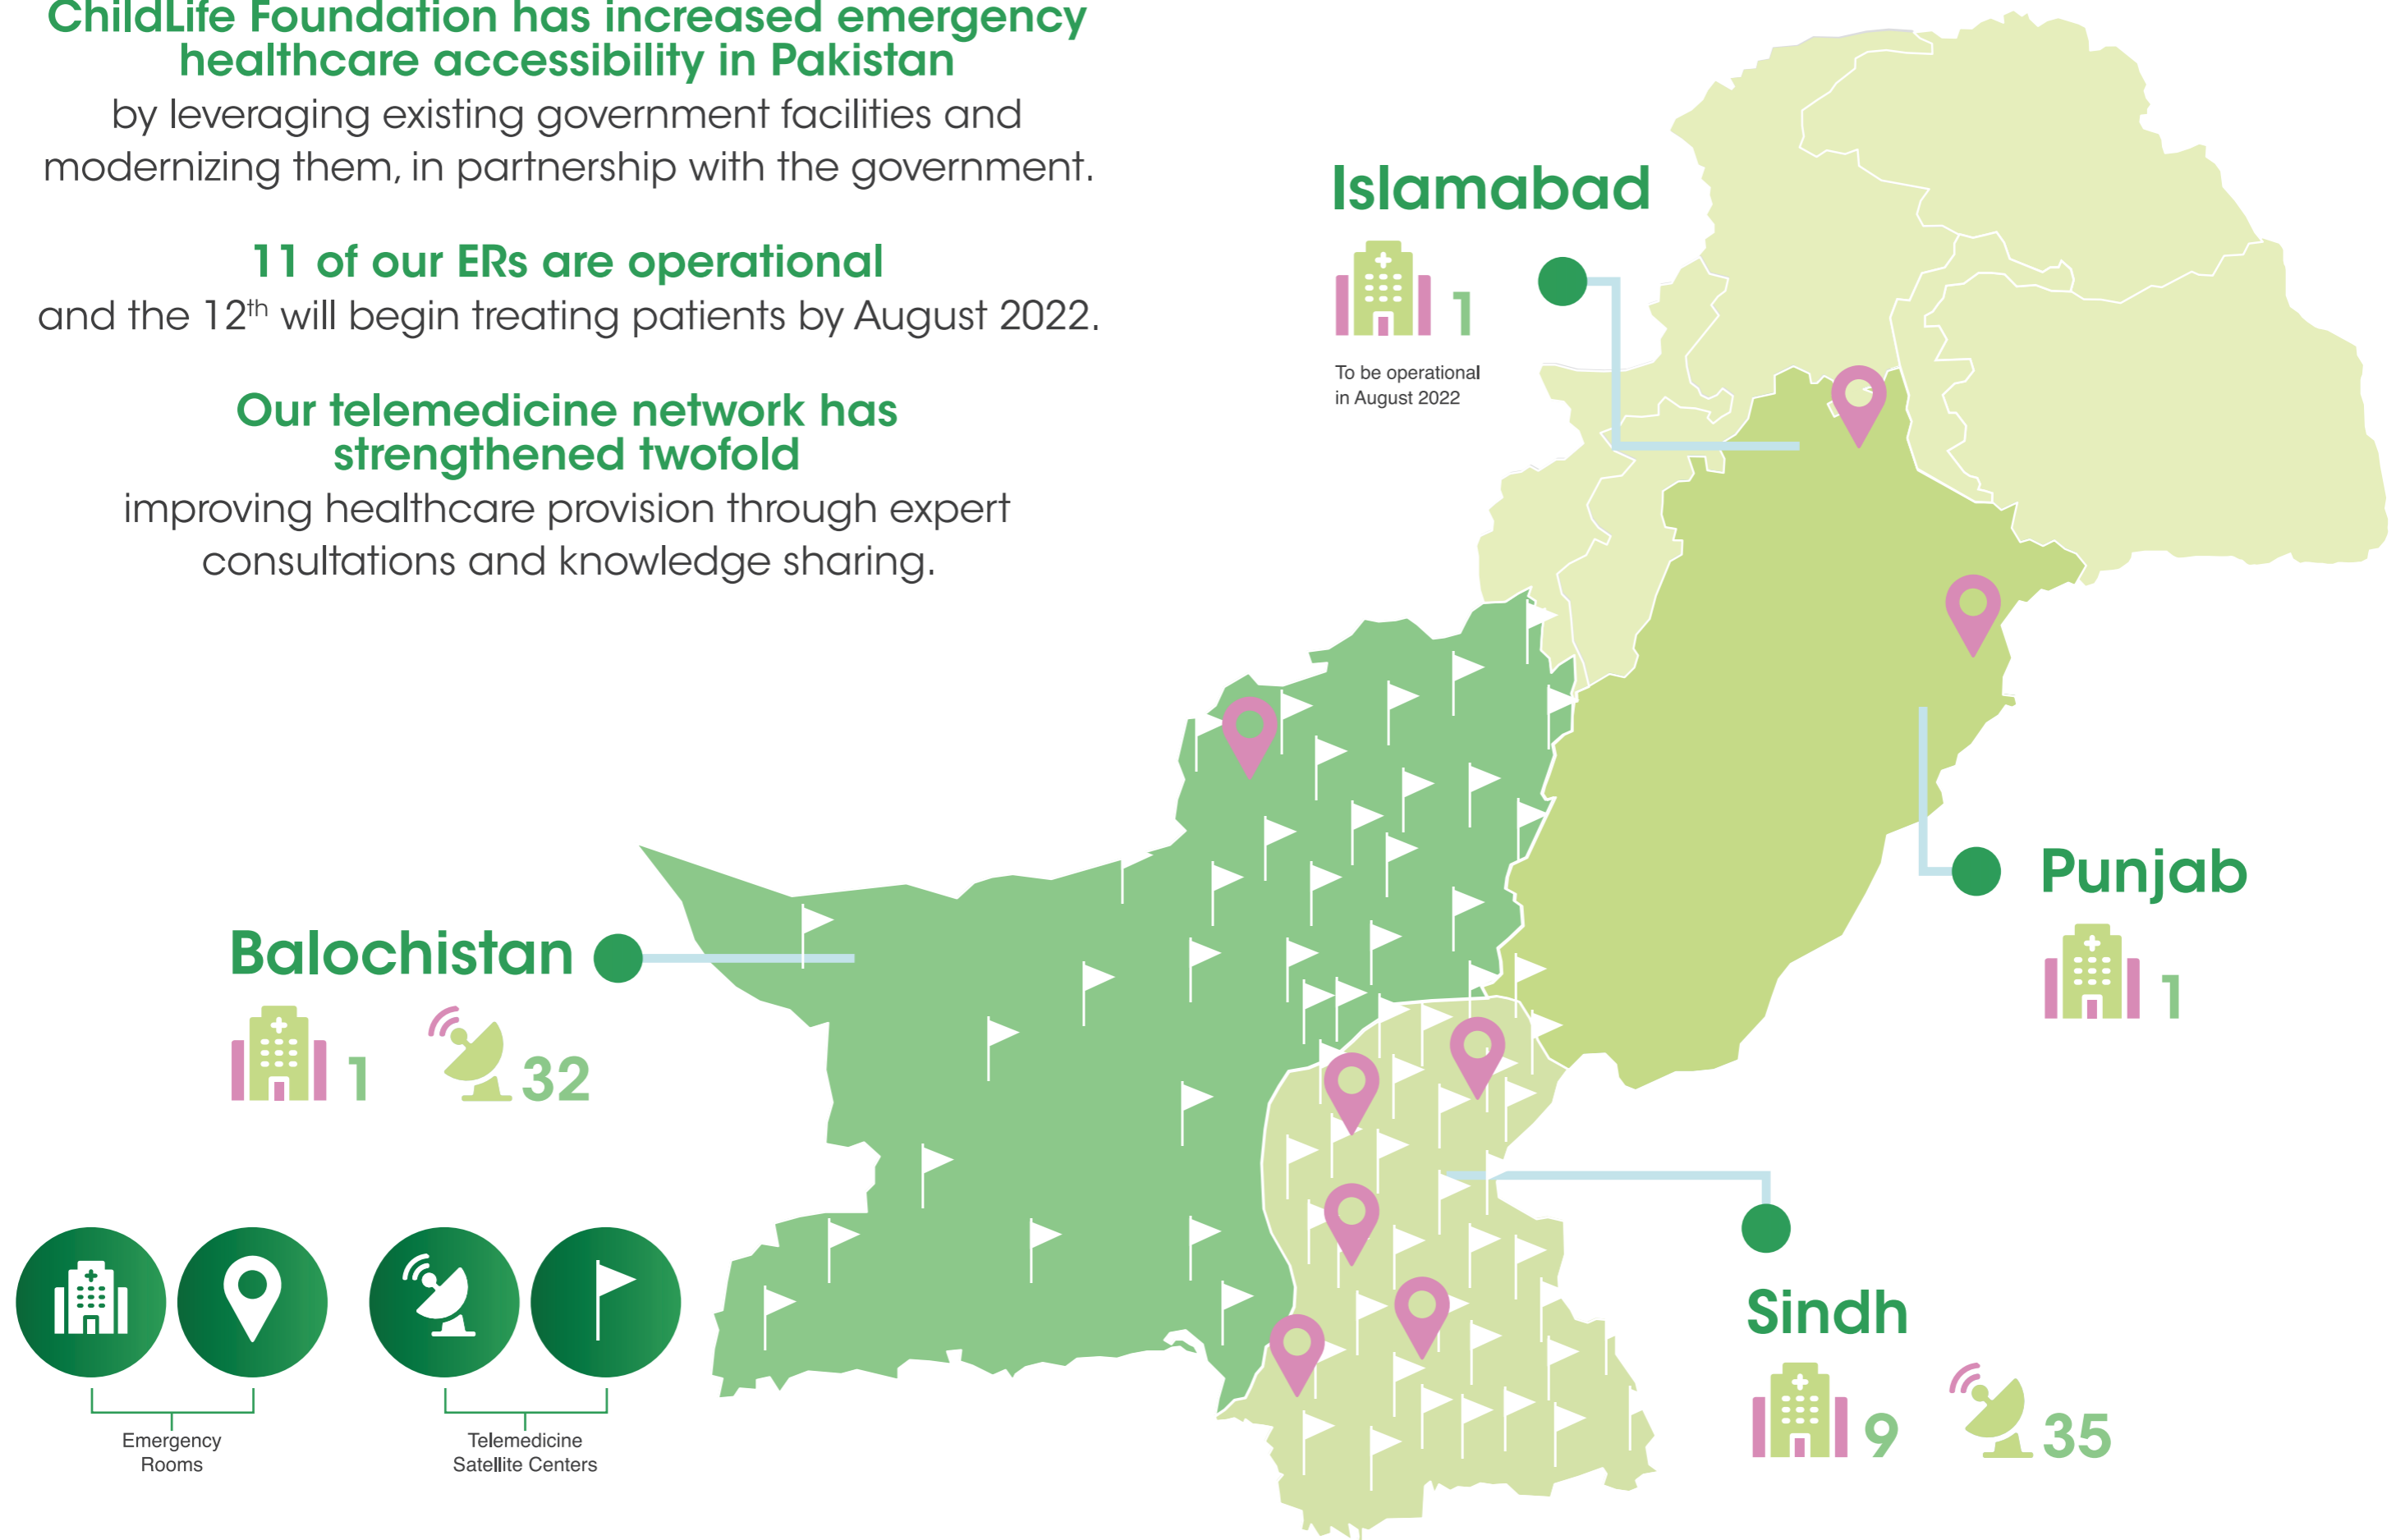 ChildLife Foundation has increased emergency
healthcare accessibility in Pakistan
by leveraging existing government facilities and
modernizing them, in partnership with the government.
11 of our ERs are operational
and the 12th will begin treating patients by August 2022.
Our telemedicine network has
strengthened twofold
improving healthcare provision through expert
consultations and knowledge sharing.
Islamabad
1
To be operational
in August 2022
Punjab
1
Balochistan
1
32
Sindh
9
35
Emergency
Rooms
Telemedicine
Satellite Centers